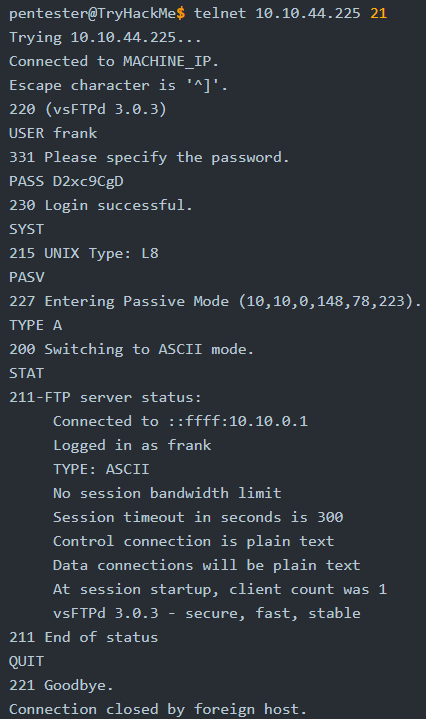 pentester@TryHackMe$ telnet 10.10.44.225 21
Trying 10.10.44.225...
Connected to MACHINE_IP.
Escape character is '^]'.
220 (vsFTPd 3.0.3)
USER frank
331 Please specify the password.
PASS D2xc9CgD
230 Login successful.
SYST
215 UNIX Type: L8
PASV
227 Entering Passive Mode (10,10,0,148,78,223).
TYPE A
200 Switching to ASCII mode.
STAT
211-FTP server status:
     Connected to ::ffff:10.10.0.1
     Logged in as frank
     TYPE: ASCII
     No session bandwidth limit
     Session timeout in seconds is 300
     Control connection is plain text
     Data connections will be plain text
     At session startup, client count was 1
     vsFTPd 3.0.3 - secure, fast, stable
211 End of status
QUIT
221 Goodbye.
Connection closed by foreign host.